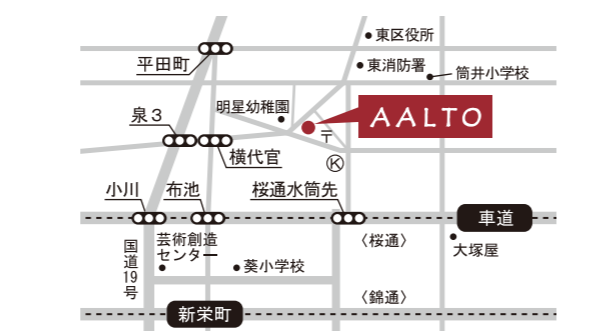 東区役所
平田町
東消防署
筒井小学校
明星幼稚園
泉3
AALTO
〒
横代官
K
小川
布池
桜通水筒先
車道
国道19号
芸術創造
センター
〈桜通〉
大塚屋
葵小学校
〈錦通〉
新栄町